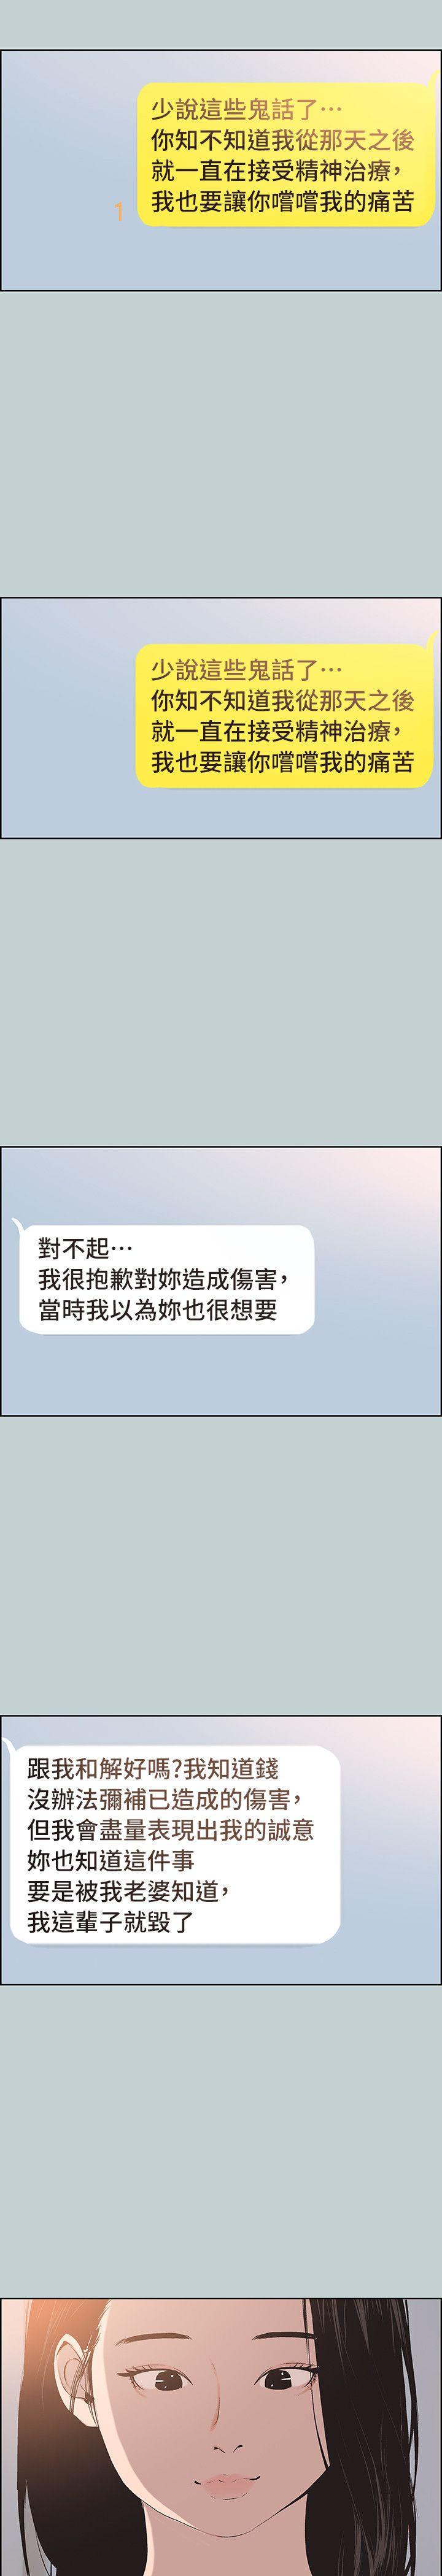 少說這些鬼話了…
你知不知道我從那天之後
就一直在接受精神治療，
我也要讓你嚐嚐我的痛苦
1
少說這些鬼話了…
你知不知道我從那天之後
就一直在接受精神治療，
我也要讓你嚐嚐我的痛苦
對不起…
我很抱歉對妳造成傷害，
當時我以為妳也很想要
跟我和解好嗎?我知道錢
沒辦法彌補已造成的傷害，
但我會盡量表現出我的誠意
妳也知道這件事
要是被我老婆知道，
我這輩子就毀了